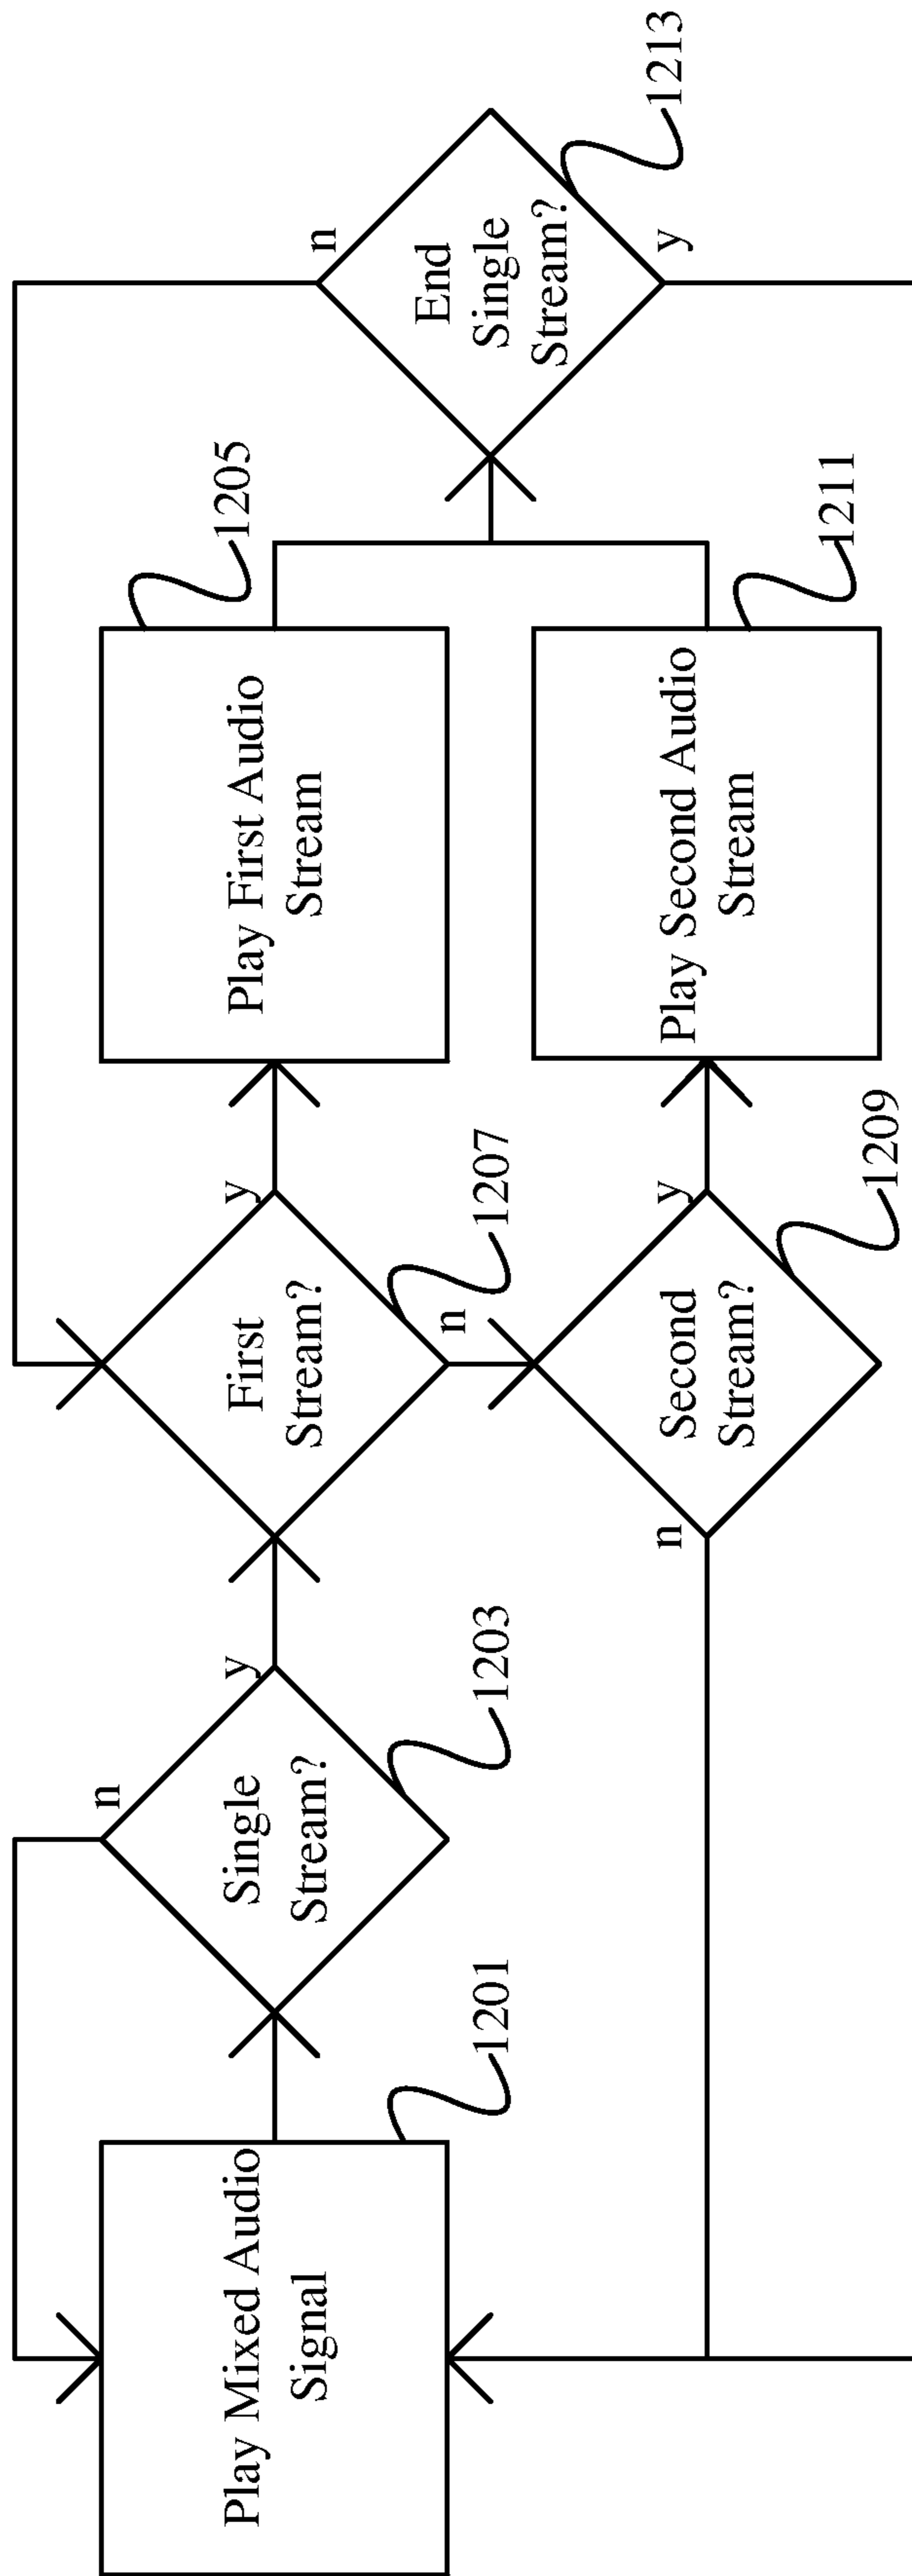 Play Mixed Audio
Signal
1201
n
Single
Stream?
y
1203
First
Stream?
y
n
1207
Play First Audio
Stream
1205
n
Second
Stream?
y
1209
Play Second Audio
Stream
1211
n
End
Single
Stream?
y
1213